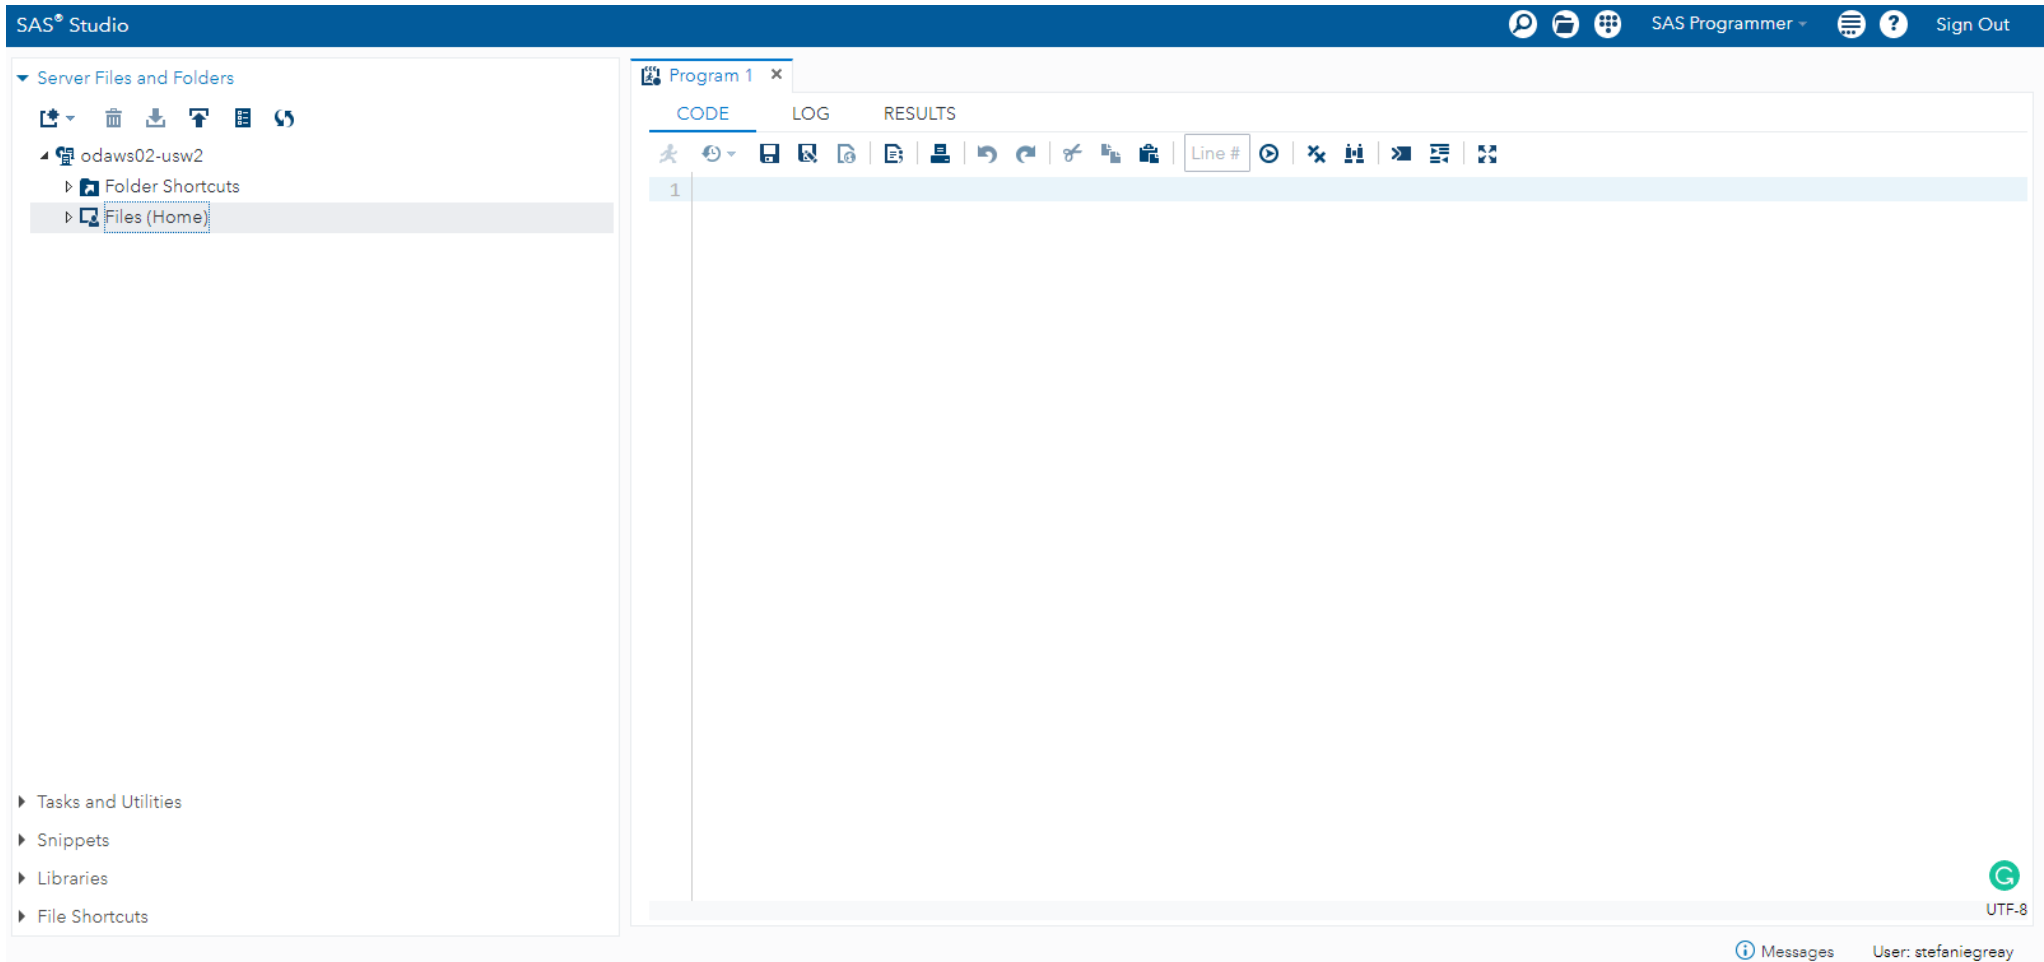 SAS® Studio
SAS Programmer
Sign Out
Server Files and Folders
odaws02-usw2
Folder Shortcuts
Files (Home)
Tasks and Utilities
Snippets
Libraries
File Shortcuts
Program 1
CODE LOG RESULTS
Line #
1
UTF-8
Messages User: stefaniegreay